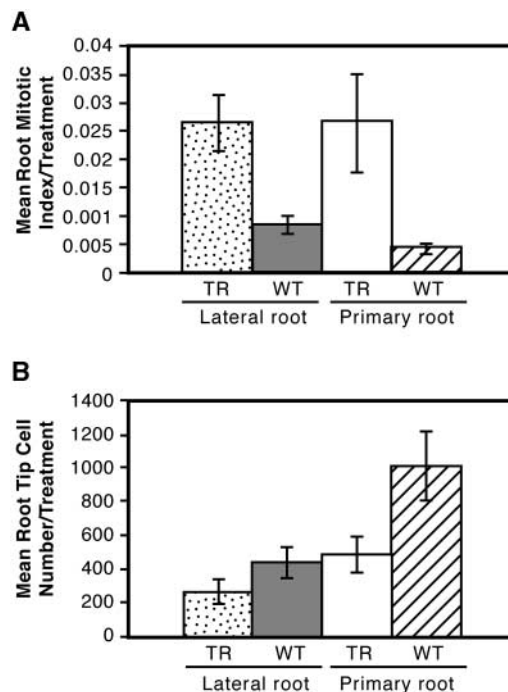 A
Mean Root Mitotic
Index/Treatment
0.04
0.035
0.03
0.025
0.02
0.015
0.001
0.005
0
TR WT TR WT
Lateral root Primary root
B
Mean Root Tip Cell
Number/Treatment
1400
1200
1000
800
600
400
200
0
TR WT TR WT
Lateral root Primary root